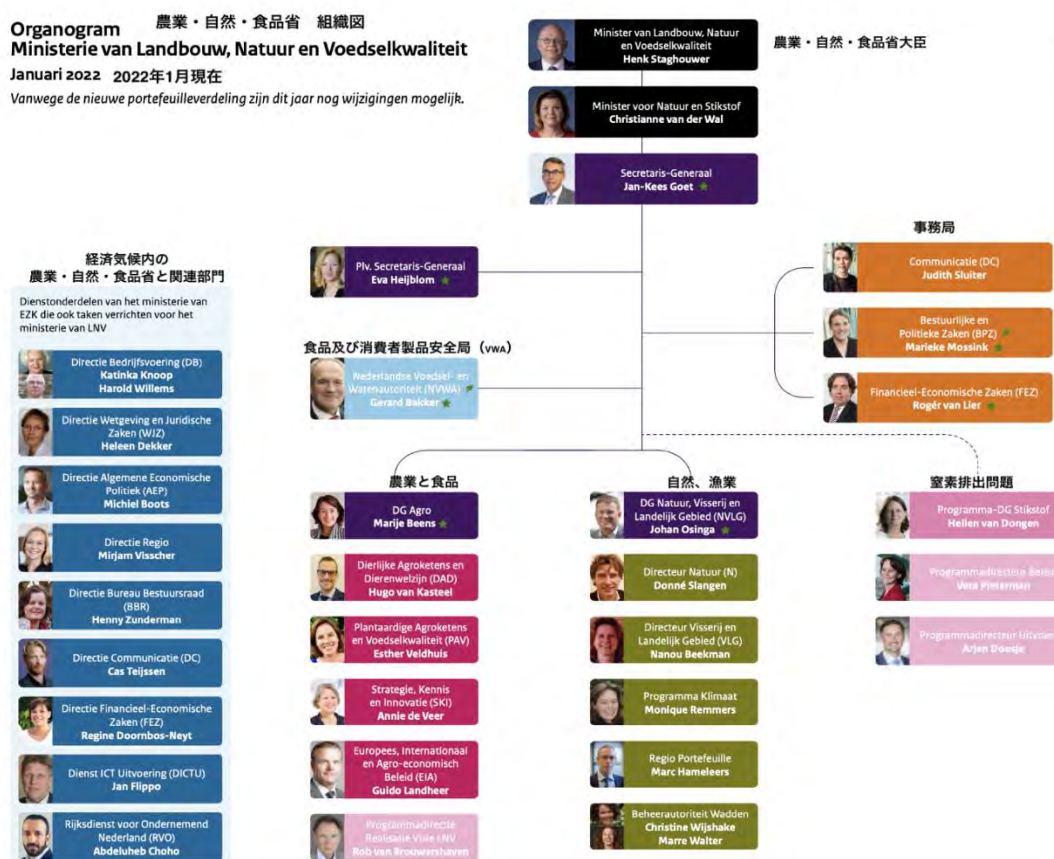 Organogram 農業・自然・食品省 組織図
Ministerie van Landbouw, Natuur en Voedselkwaliteit
Januari 2022 2022年1月現在
Vanwege de nieuwe portefeuilleverdeling zijn dit jaar nog wijzigingen mogelijk.
Minister van Landbouw, Natuur
en Voedselkwaliteit
Henk Staghouwer
農業・自然・食品省大臣
Minister voor Natuur en Stikstof
Christianne van der Wal
Secretaris-Generaal
Jan-Kees Goet
Plv. Secretaris-Generaal
Eva Heijblom
食品及び消費者製品安全局（VWA）
Nederlandse Voedsel- en
Warenautoriteit (NVWA)
Gerard Bakker
事務局
Communicatie (DC)
Judith Sluiter
Bestuurlijke en
Politieke Zaken (BPZ)
Marieke Mossink
Financieel-Economische Zaken (FEZ)
Rogér van Lier
経済気候内の
農業・自然・食品省と関連部門
Dienstonderdelen van het ministerie van
EZK die ook taken verrichten voor het
ministerie van LNV
Directie Bedrijfsvoering (DB)
Katinka Knoop
Harold Willems
Directie Wetgeving en Juridische
Zaken (WJZ)
Heleen Dekker
Directie Algemene Economische
Politiek (AEP)
Michiel Boots
Directie Regio
Mirjam Visscher
Directie Bureau Bestuursraad
(BBR)
Henny Zunderman
Directie Communicatie (DC)
Cas Teijssen
Directie Financieel-Economische
Zaken (FEZ)
Regine Doornbos-Neyt
Dienst ICT Uitvoering (DICTU)
Jan Flippo
Rijksdienst voor Ondernemend
Nederland (RVO)
Abdeluheb Choho
農業と食品
DG Agro
Marije Beens
Dierlijke Agroketens en
Dierenwelzijn (DAD)
Hugo van Kasteel
Plantaardige Agroketens
en Voedselkwaliteit (PAV)
Esther Veldhuis
Strategie, Kennis
en Innovatie (SKI)
Annie de Veer
Europees, Internationaal
en Agro-economisch
Beleid (EIA)
Guido Landheer
Programmadirectie
Realisatie Visie LNV
Rob van Brouwershaven
自然、漁業
DG Natuur, Visserij en
Landelijk Gebied (NVLG)
Johan Osinga
Directeur Natuur (N)
Donné Slangen
Directeur Visserij en
Landelijk Gebied (VLG)
Nanou Beekman
Programma Klimaat
Monique Remmers
Regio Portefeuille
Marc Hameleers
Beheerautoriteit Wadden
Christine Wijshake
Marre Walter
窒素排出問題
Programma-DG Stikstof
Hellen van Dongen
Programmadirecteur
Vera Pieterman
Programmadirecteur
Arjen Doosje